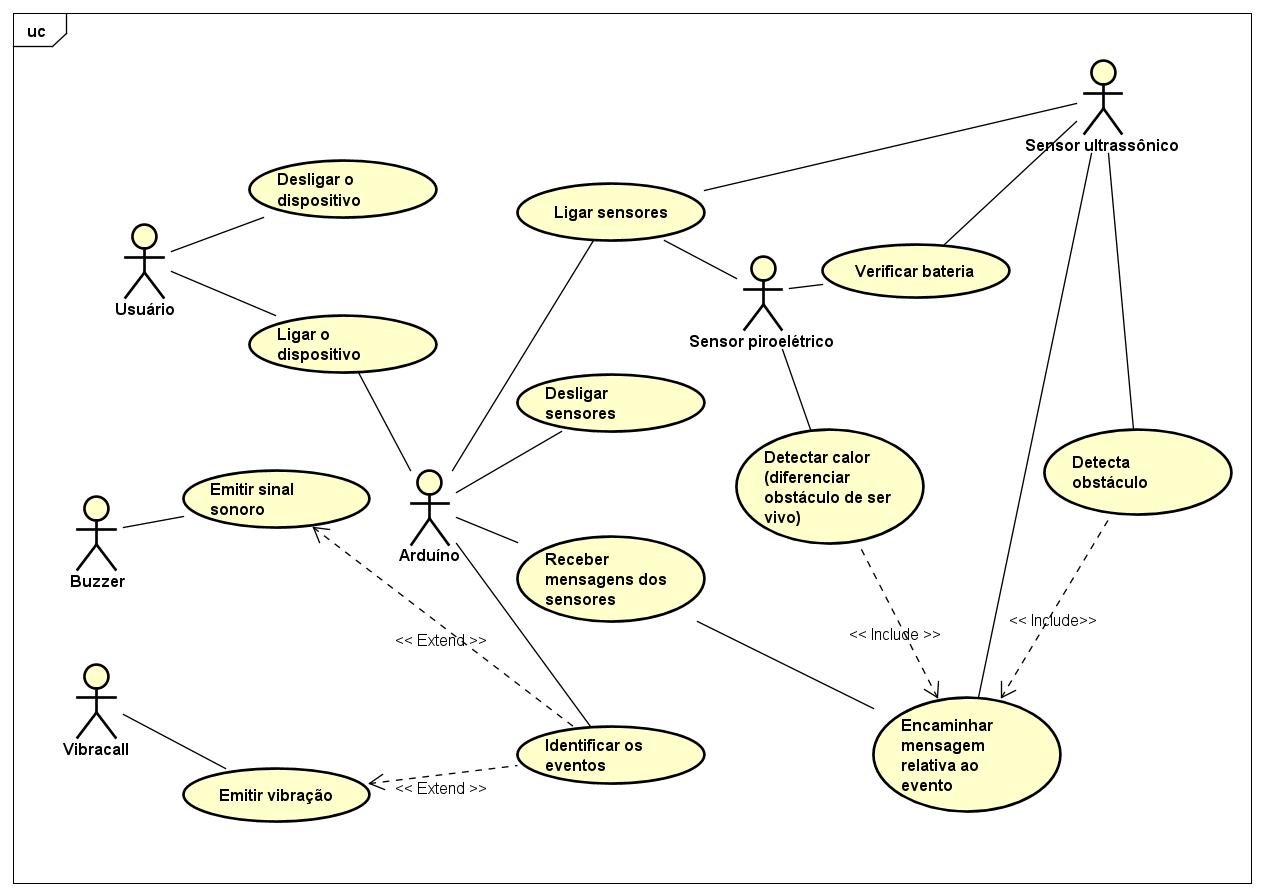 uc
Sensor ultrassônico
Desligar o
dispositivo
Ligar sensores
Verificar bateria
Usuário
Sensor piroelétrico
Ligar o
dispositivo
Desligar
sensores
Detectar calor
(diferenciar
obstáculo de ser
vivo)
Detecta
obstáculo
Emitir sinal
sonoro
Arduíno
Buzzer
Receber
mensagens dos
sensores
<< Extend >>
<< Include >>
<< Include>>
Vibracall
Identificar os
eventos
Encaminhar
mensagem
relativa ao
evento
Emitir vibração
<< Extend >>